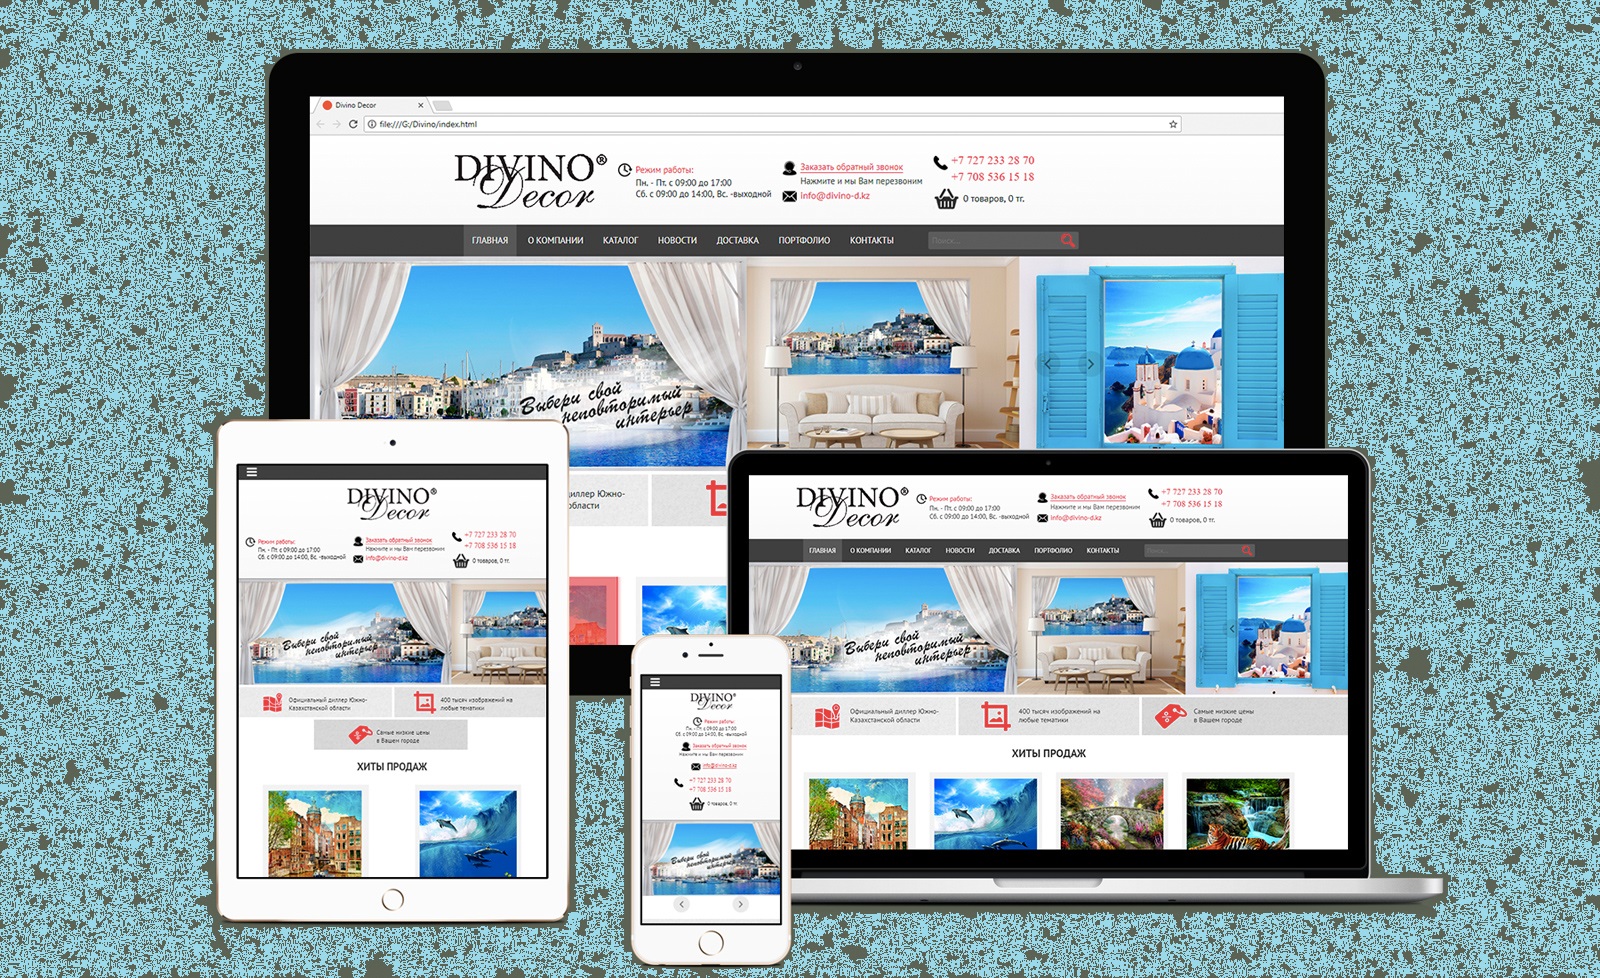 Divino Decor
file:///G:/Divino/index.html
DIVINO®
Decor
Режим работы:
Пн. - Пт. с 09:00 до 17:00
Сб. с 09:00 до 14:00, Вс. -выходной
Заказать обратный звонок
Нажмите и мы Вам перезвоним
info@divino-d.kz
+7 727 233 28 70
+7 708 536 15 18
0 товаров, 0 тг.
ГЛАВНАЯ О КОМПАНИИ КАТАЛОГ НОВОСТИ ДОСТАВКА ПОРТФОЛИО КОНТАКТЫ Поиск...
Выбери свой
неповторимый
интерьер
диллер Южно-
области
DIVINO®
Decor
Режим работы:
Пн. - Пт. с 09:00 до 17:00
Сб. с 09:00 до 14:00, Вс. -выходной
Заказать обратный звонок
Нажмите и мы Вам перезвоним
info@divino-d.kz
+7 727 233 28 70
+7 708 536 15 18
0 товаров, 0 тг.
Выбери свой
неповторимый
интерьер
Официальный диллер Южно-
Казахстанской области
400 тысяч изображений на
любые тематики
Самые низкие цены
в Вашем городе
ХИТЫ ПРОДАЖ
DIVINO®
Decor
Режим работы:
Пн. - Пт. с 09:00 до 17:00
Сб. с 09:00 до 14:00, Вс. -выходной
Заказать обратный звонок
Нажмите и мы Вам перезвоним
info@divino-d.kz
+7 727 233 28 70
+7 708 536 15 18
0 товаров, 0 тг.
Выбери свой
неповторимый
интерьер
DIVINO®
Decor
Режим работы:
Пн. - Пт. с 09:00 до 17:00
Сб. с 09:00 до 14:00, Вс. -выходной
Заказать обратный звонок
Нажмите и мы Вам перезвоним
info@divino-d.kz
+7 727 233 28 70
+7 708 536 15 18
0 товаров, 0 тг.
ГЛАВНАЯ О КОМПАНИИ КАТАЛОГ НОВОСТИ ДОСТАВКА ПОРТФОЛИО КОНТАКТЫ Поиск...
Выбери свой
неповторимый
интерьер
Официальный диллер Южно-
Казахстанской области
400 тысяч изображений на
любые тематики
Самые низкие цены
в Вашем городе
ХИТЫ ПРОДАЖ